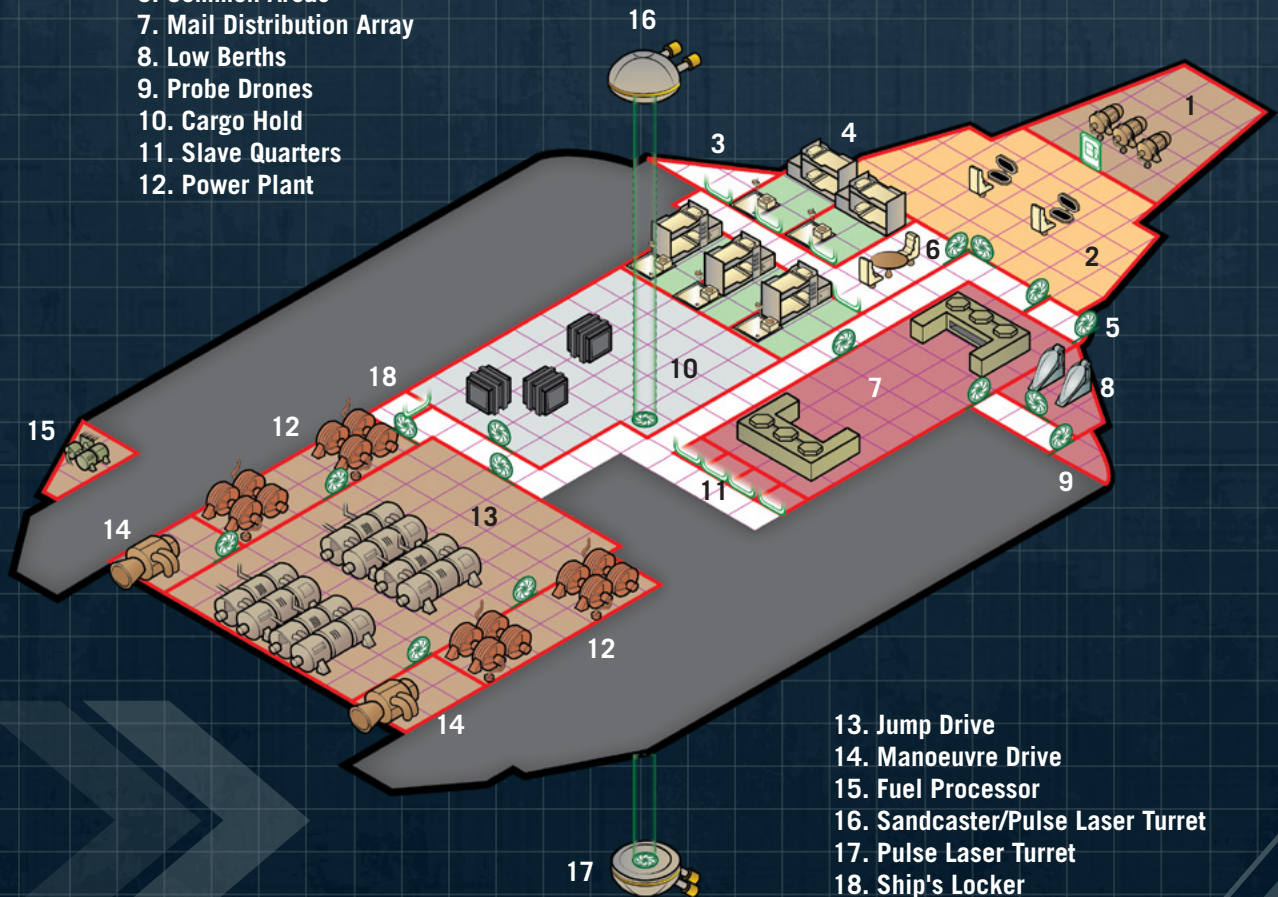 6. Common Areas
7. Mail Distribution Array
8. Low Berths
9. Probe Drones
10. Cargo Hold
11. Slave Quarters
12. Power Plant
16
1
3
4
6
2
5
10
18
7
8
12
15
9
11
13
14
12
14
17
13. Jump Drive
14. Manoeuvre Drive
15. Fuel Processor
16. Sandcaster/Pulse Laser Turret
17. Pulse Laser Turret
18. Ship's Locker